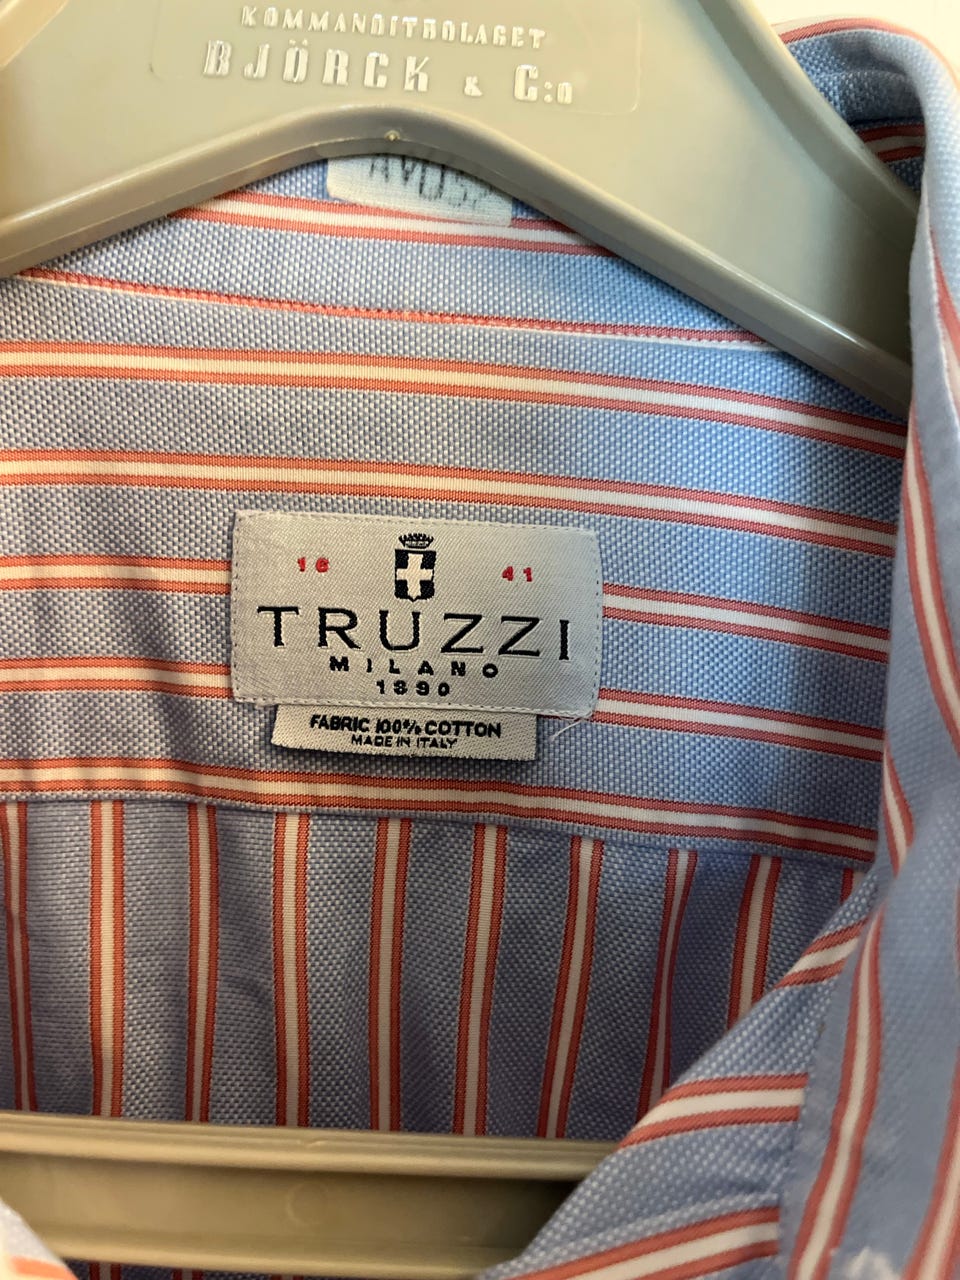 KOMMANDITBOLAGET
BJÖRCK & C:o
16 41
TRUZZI
MILANO
1890
FABRIC 100% COTTON
MADE IN ITALY